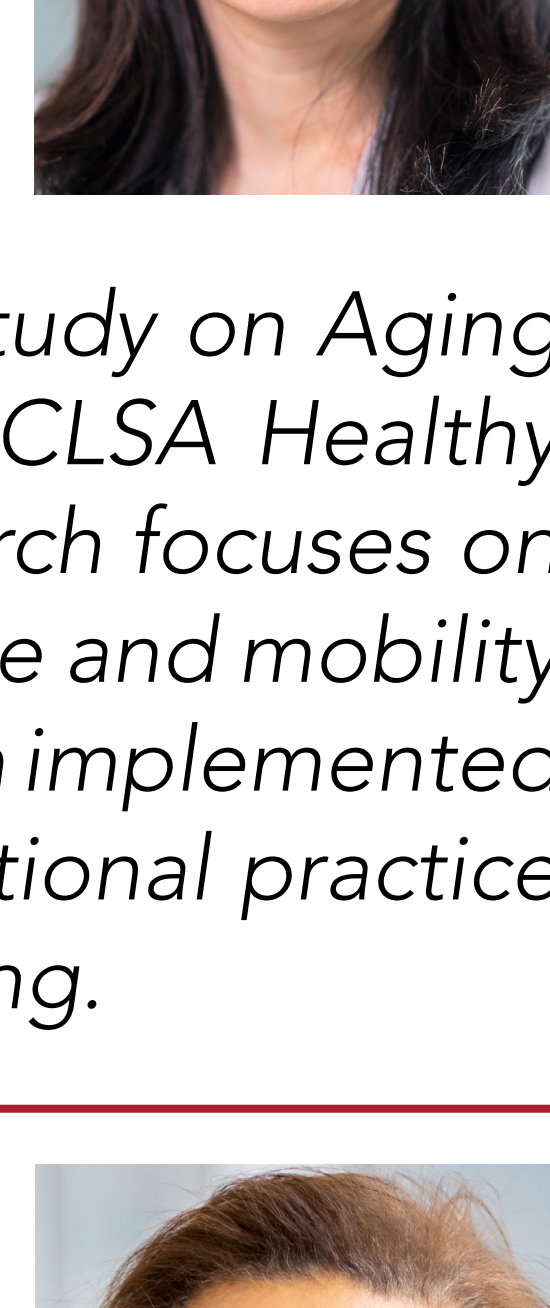 tudy on Aging
CLSA Healthy
rch focuses on
e and mobility
implemented
tional practice
ng.